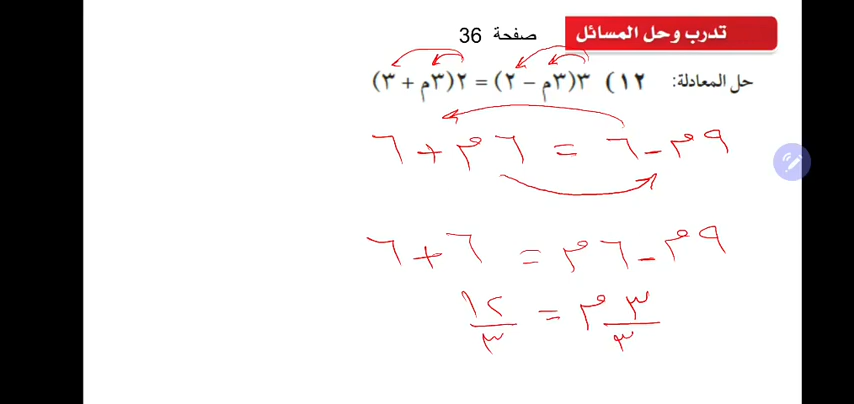 تدرب وحل المسائل صفحة 36
حل المعادلة: ١٢) ٣(٣م − ٢) = ٢(٣م + ٣)
٩م − ٦ = ٦م + ٦
٩م − ٦م = ٦ + ٦
٣م/٣ = ١٢/٣